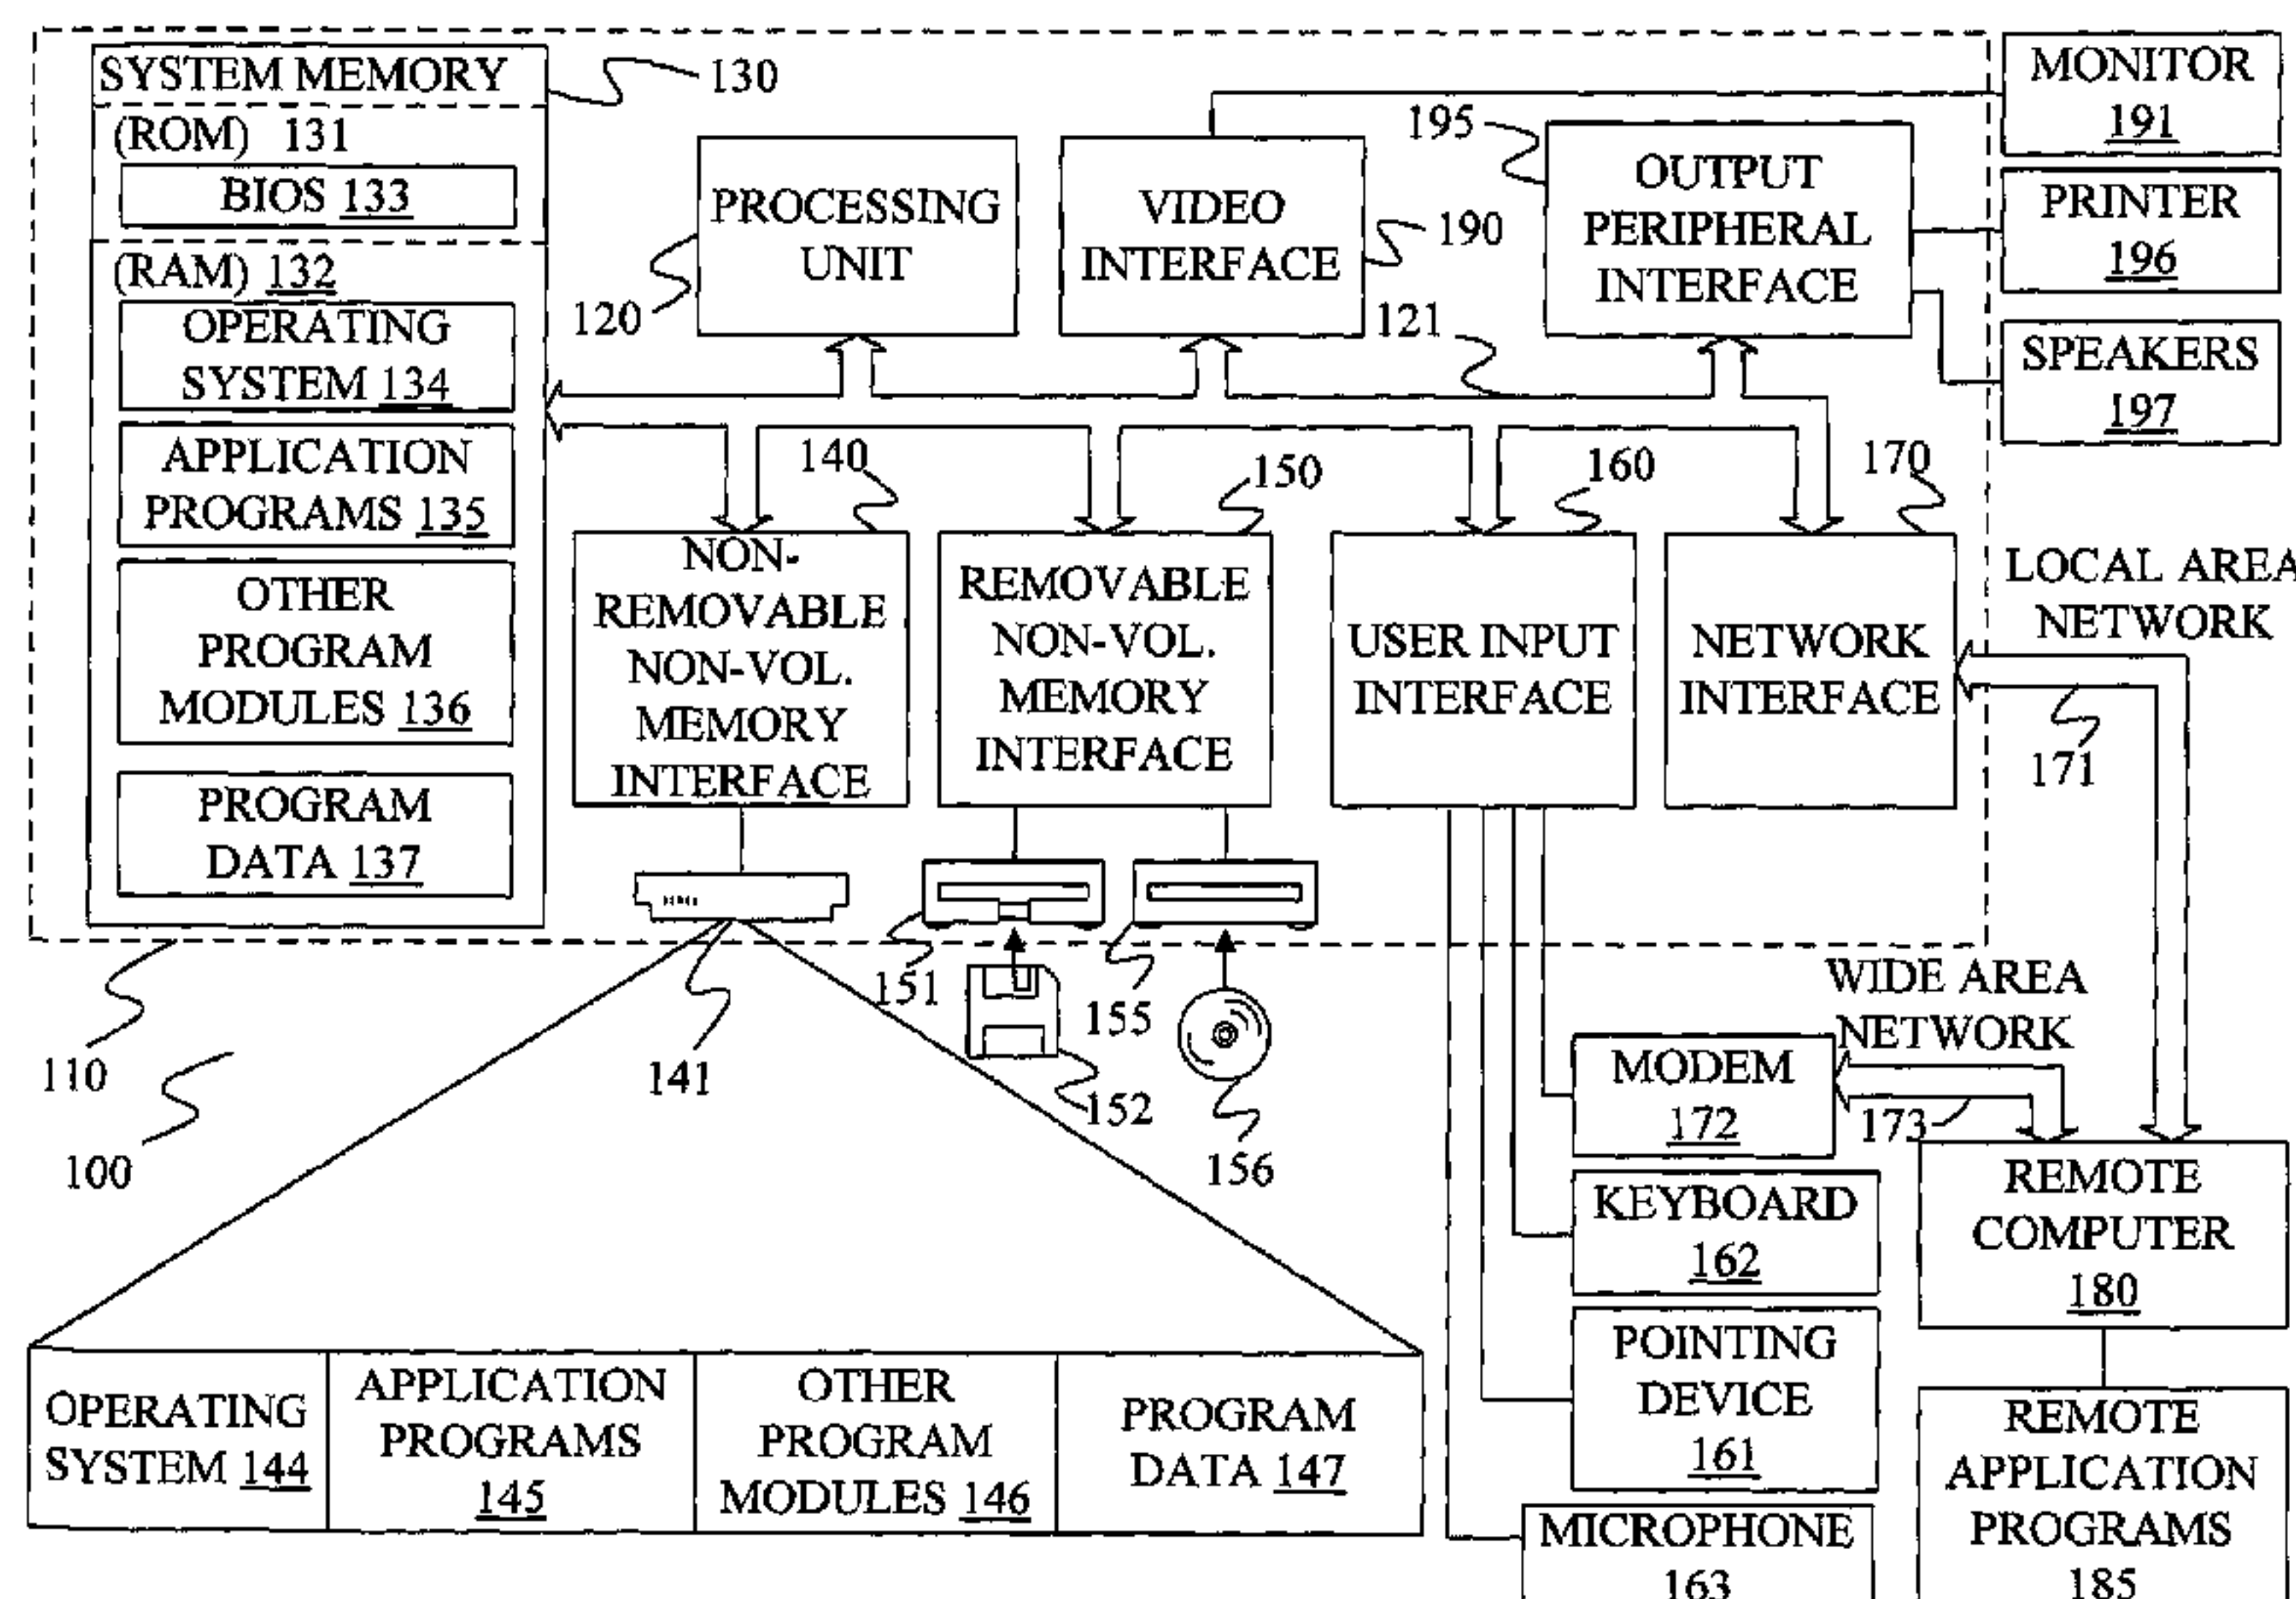 SYSTEM MEMORY
130
(ROM) 131
BIOS 133
(RAM) 132
OPERATING
SYSTEM 134
APPLICATION
PROGRAMS 135
OTHER
PROGRAM
MODULES 136
PROGRAM
DATA 137
PROCESSING
UNIT
120
VIDEO
INTERFACE
190
195
OUTPUT
PERIPHERAL
INTERFACE
121
MONITOR
191
PRINTER
196
SPEAKERS
197
140
NON-
REMOVABLE
NON-VOL.
MEMORY
INTERFACE
150
REMOVABLE
NON-VOL.
MEMORY
INTERFACE
160
USER INPUT
INTERFACE
170
NETWORK
INTERFACE
LOCAL AREA
NETWORK
171
110
100
141
151
152
155
156
WIDE AREA
NETWORK
173
MODEM
172
KEYBOARD
162
POINTING
DEVICE
161
MICROPHONE
163
REMOTE
COMPUTER
180
REMOTE
APPLICATION
PROGRAMS
185
OPERATING
SYSTEM 144
APPLICATION
PROGRAMS
145
OTHER
PROGRAM
MODULES 146
PROGRAM
DATA 147